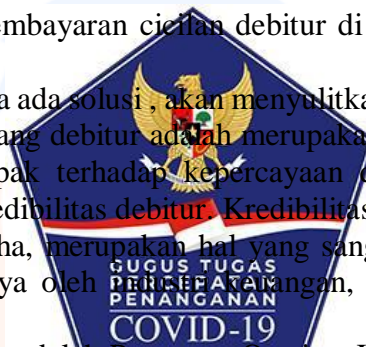 embayaran cicilan debitur di
a ada solusi , akan menyulitka
ang debitur adalah merupaka
pak terhadap kepercayaan
edibilitas debitur. Kredibilitas
ha, merupakan hal yang sang
ya oleh industri keuangan,
GUGUS TUGAS
PERCEPATAN
PENANGANAN
COVID-19